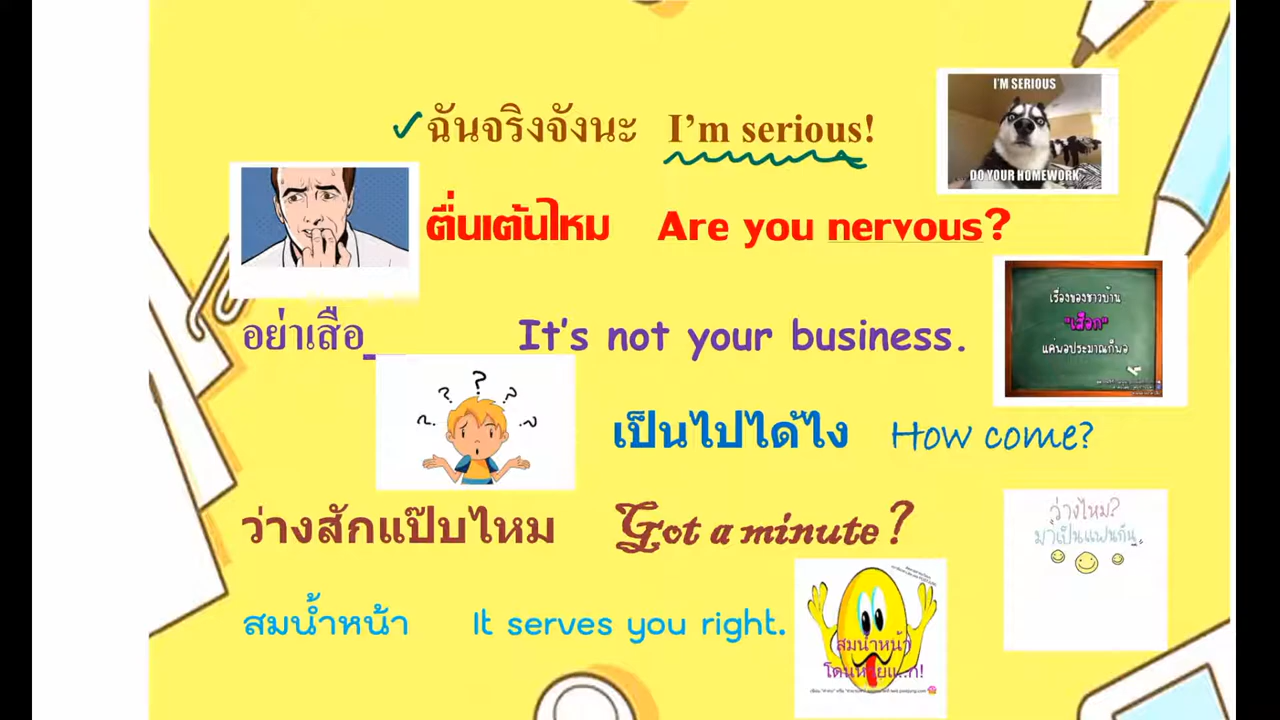 ฉันจริงจังนะ I'm serious!
I'M SERIOUS
DO YOUR HOMEWORK
ตื่นเต้นไหม Are you nervous?
อย่าเสือ_ It's not your business.
เรื่องของชาวบ้าน
"เสือก"
แค่พอประมาณก็พอ
เป็นไปได้ไง How come?
ว่างสักแป๊บไหม Got a minute?
ว่างไหม?
มาเป็นแฟนกัน
สมน้ำหน้า It serves you right.
สมน้ำหน้า